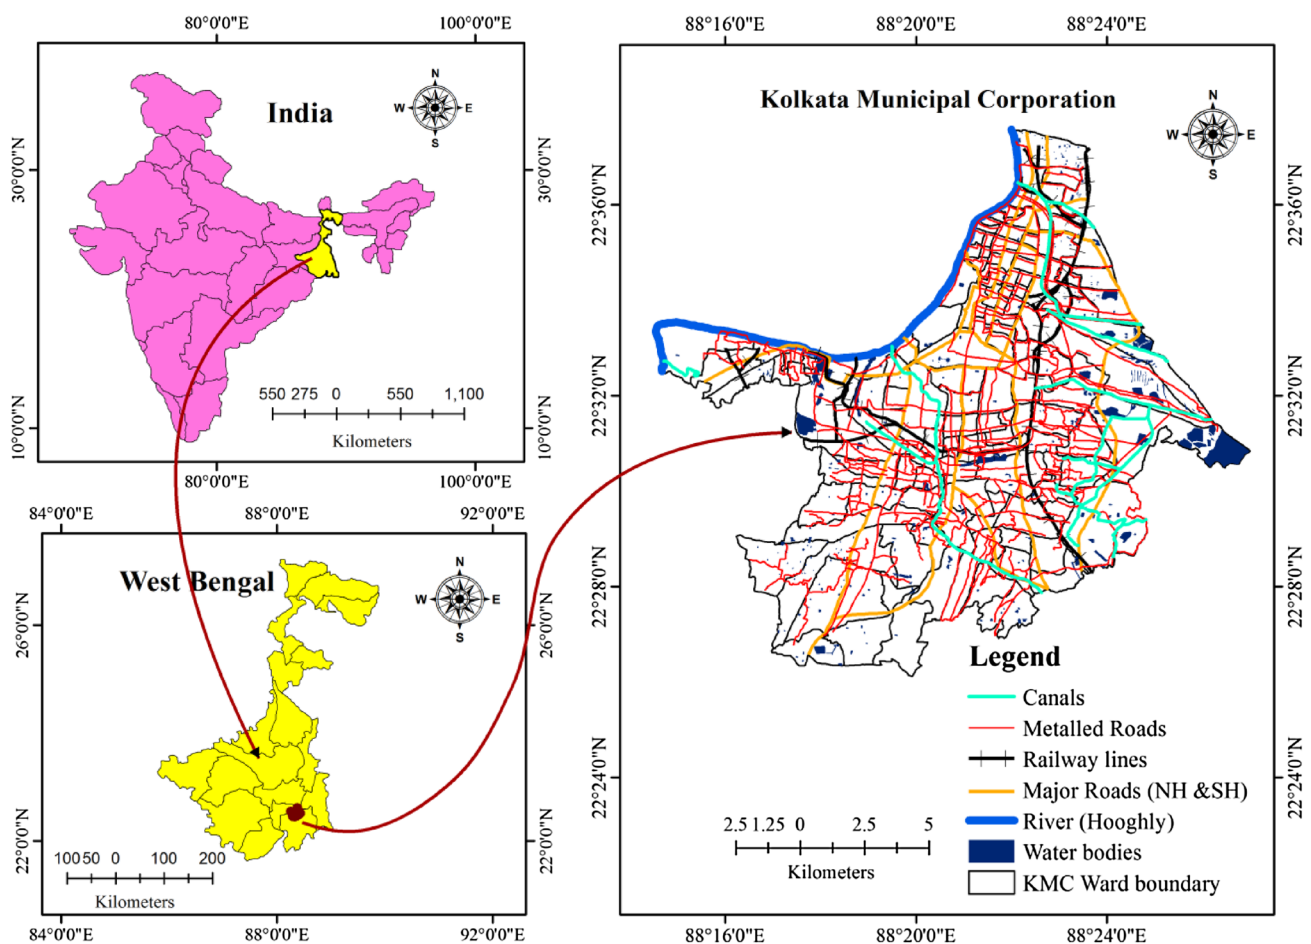 80°0'0"E 100°0'0"E
India
N
W E
S
30°0'0"N 30°0'0"N
10°0'0"N 10°0'0"N
550 275 0 550 1,100
Kilometers
80°0'0"E 100°0'0"E
84°0'0"E 88°0'0"E 92°0'0"E
West Bengal
N
W E
S
26°0'0"N 26°0'0"N
22°0'0"N 22°0'0"N
100 50 0 100 200
Kilometers
84°0'0"E 88°0'0"E 92°0'0"E
88°16'0"E 88°20'0"E 88°24'0"E
Kolkata Municipal Corporation
N
W E
S
22°36'0"N 22°36'0"N
22°32'0"N 22°32'0"N
22°28'0"N 22°28'0"N
22°24'0"N 22°24'0"N
Legend
Canals
Metalled Roads
Railway lines
Major Roads (NH &SH)
River (Hooghly)
Water bodies
KMC Ward boundary
2.5 1.25 0 2.5 5
Kilometers
88°16'0"E 88°20'0"E 88°24'0"E